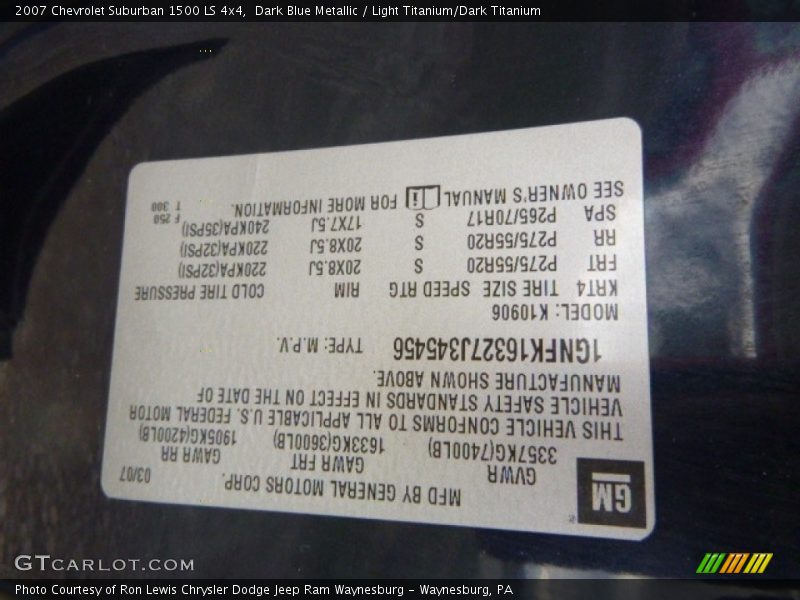 2007 Chevrolet Suburban 1500 LS 4x4, Dark Blue Metallic / Light Titanium/Dark Titanium
GM
MFD BY GENERAL MOTORS CORP. 03/07
GVWR GAWR FRT GAWR RR
3357KG(7400LB) 1633KG(3600LB) 1905KG(4200LB)
THIS VEHICLE CONFORMS TO ALL APPLICABLE U.S. FEDERAL MOTOR
VEHICLE SAFETY STANDARDS IN EFFECT ON THE DATE OF
MANUFACTURE SHOWN ABOVE.
1GNFK16327J345456 TYPE: M.P.V.
MODEL: K10906
KRT4 TIRE SIZE SPEED RTG RIM COLD TIRE PRESSURE
FRT P275/55R20 S 20X8.5J 220KPA(32PSI)
RR P275/55R20 S 20X8.5J 220KPA(32PSI)
SPA P265/70R17 S 17X7.5J 240KPA(35PSI)
SEE OWNER'S MANUAL i FOR MORE INFORMATION.
F 250
T 300
GTCARLOT.COM
Photo Courtesy of Ron Lewis Chrysler Dodge Jeep Ram Waynesburg - Waynesburg, PA